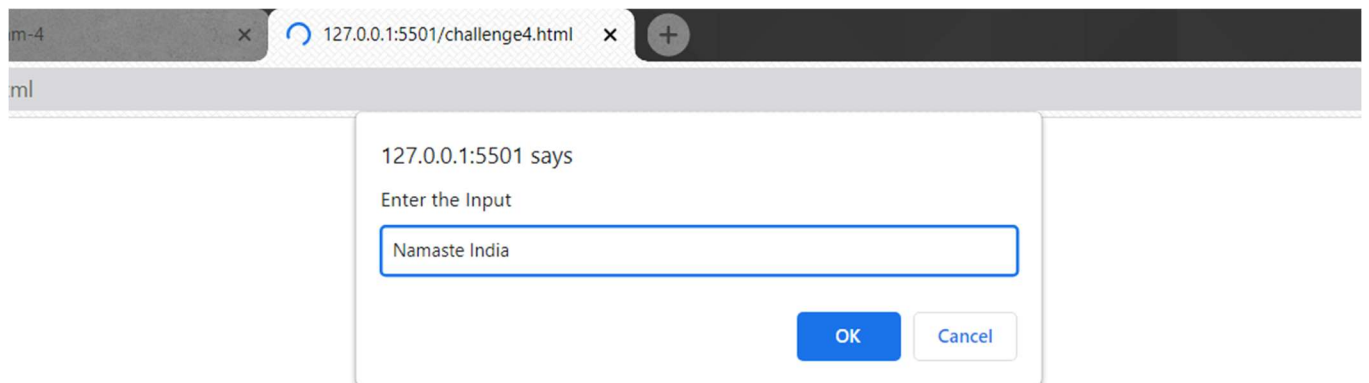 m-4
127.0.0.1:5501/challenge4.html
ml
127.0.0.1:5501 says
Enter the Input
Namaste India
OK
Cancel